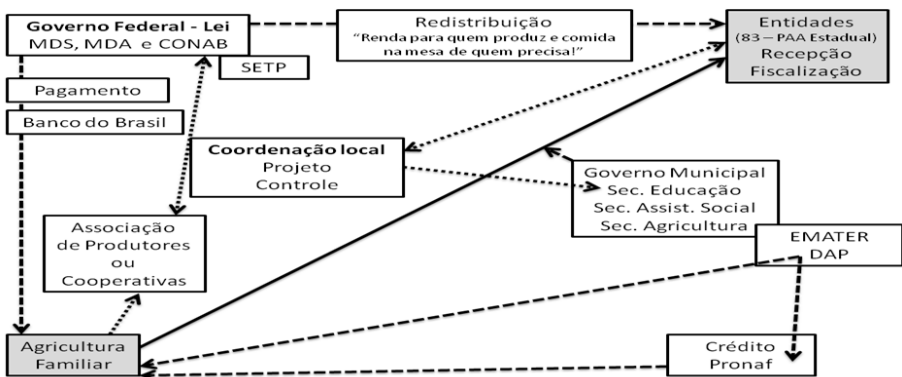 Governo Federal - Lei
MDS, MDA e CONAB
SETP
Pagamento
Banco do Brasil
Redistribuição
“Renda para quem produz e comida
na mesa de quem precisa!”
Entidades
(83 – PAA Estadual)
Recepção
Fiscalização
Coordenação local
Projeto
Controle
Governo Municipal
Sec. Educação
Sec. Assist. Social
Sec. Agricultura
Associação
de Produtores
ou
Cooperativas
EMATER
DAP
Agricultura
Familiar
Crédito
Pronaf